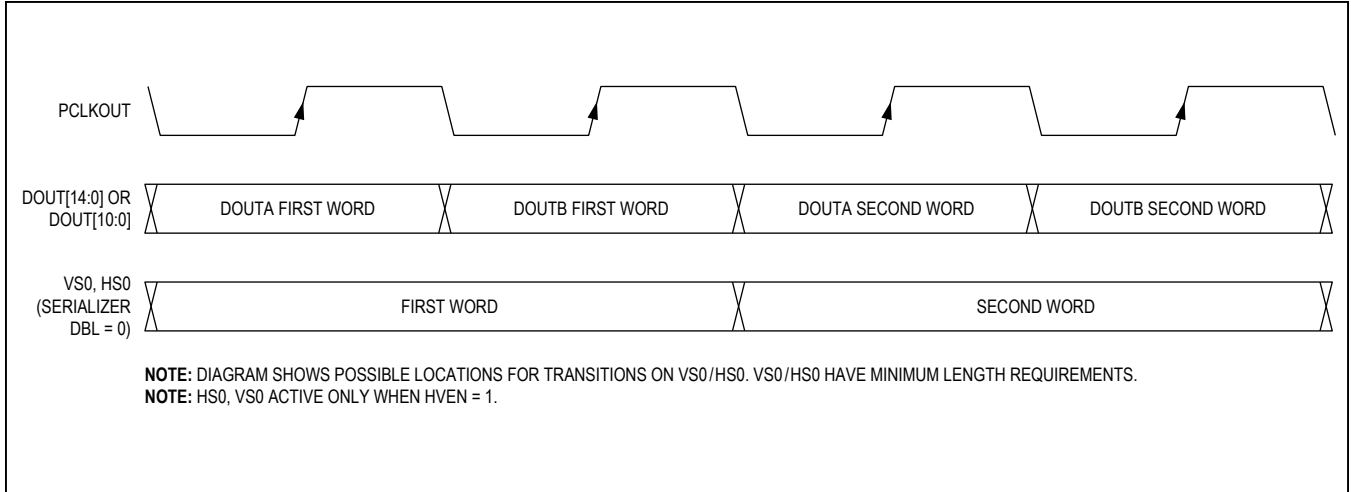 PCLKOUT
DOUT[14:0] OR
DOUT[10:0]
DOUTA FIRST WORD
DOUTB FIRST WORD
DOUTA SECOND WORD
DOUTB SECOND WORD
VS0, HS0
(SERIALIZER
DBL = 0)
FIRST WORD
SECOND WORD
NOTE: DIAGRAM SHOWS POSSIBLE LOCATIONS FOR TRANSITIONS ON VS0/HS0. VS0/HS0 HAVE MINIMUM LENGTH REQUIREMENTS.
NOTE: HS0, VS0 ACTIVE ONLY WHEN HVEN = 1.